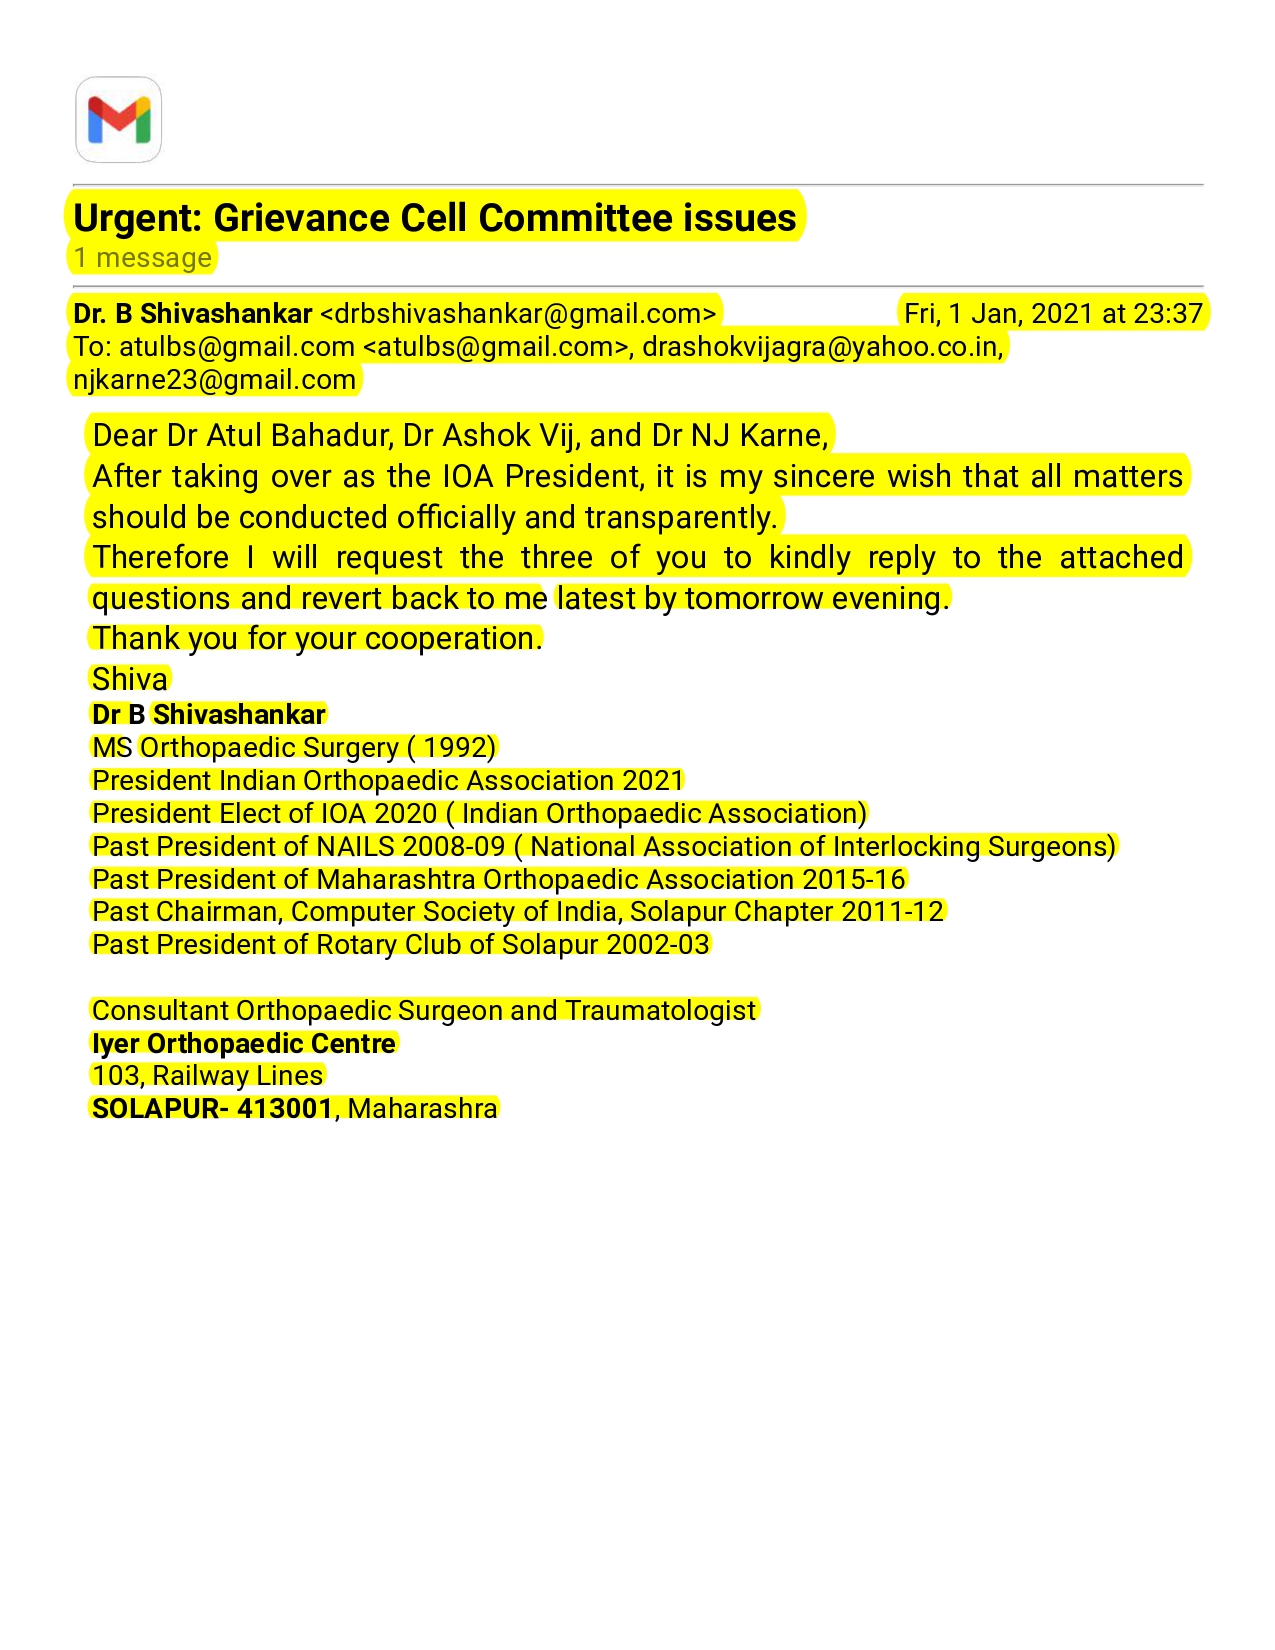 Urgent: Grievance Cell Committee issues
1 message
Dr. B Shivashankar <drbshivashankar@gmail.com> Fri, 1 Jan, 2021 at 23:37
To: atulbs@gmail.com <atulbs@gmail.com>, drashokvijagra@yahoo.co.in,
njkarne23@gmail.com
Dear Dr Atul Bahadur, Dr Ashok Vij, and Dr NJ Karne,
After taking over as the IOA President, it is my sincere wish that all matters
should be conducted officially and transparently.
Therefore I will request the three of you to kindly reply to the attached
questions and revert back to me latest by tomorrow evening.
Thank you for your cooperation.
Shiva
Dr B Shivashankar
MS Orthopaedic Surgery ( 1992)
President Indian Orthopaedic Association 2021
President Elect of IOA 2020 ( Indian Orthopaedic Association)
Past President of NAILS 2008-09 ( National Association of Interlocking Surgeons)
Past President of Maharashtra Orthopaedic Association 2015-16
Past Chairman, Computer Society of India, Solapur Chapter 2011-12
Past President of Rotary Club of Solapur 2002-03
Consultant Orthopaedic Surgeon and Traumatologist
Iyer Orthopaedic Centre
103, Railway Lines
SOLAPUR- 413001, Maharashra